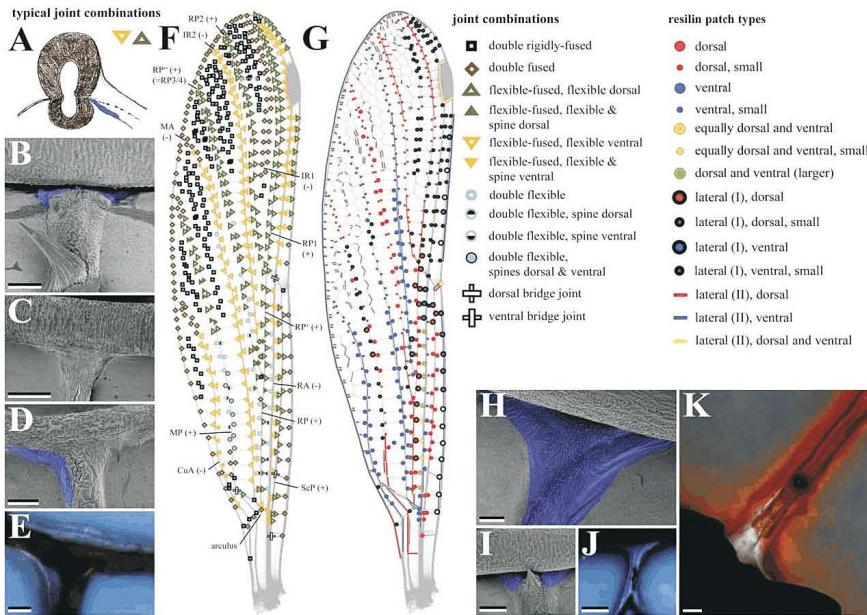 typical joint combinations
A
B
C
D
E
F
RP2 (+)
IR2 (-)
RP" (+)
(=RP3/4)
MA
(-)
IR1
(-)
RP1
(+)
RP' (+)
RA (-)
RP (+)
MP (+)
CuA (-)
ScP (+)
arculus
G
joint combinations
double rigidly-fused
double fused
flexible-fused, flexible dorsal
flexible-fused, flexible &
spine dorsal
flexible-fused, flexible ventral
flexible-fused, flexible &
spine ventral
double flexible
double flexible, spine dorsal
double flexible, spine ventral
double flexible,
spines dorsal & ventral
dorsal bridge joint
ventral bridge joint
resilin patch types
dorsal
dorsal, small
ventral
ventral, small
equally dorsal and ventral
equally dorsal and ventral, small
dorsal and ventral (larger)
lateral (I), dorsal
lateral (I), dorsal, small
lateral (I), ventral
lateral (I), ventral, small
lateral (II), dorsal
lateral (II), ventral
lateral (II), dorsal and ventral
H
I
J
K